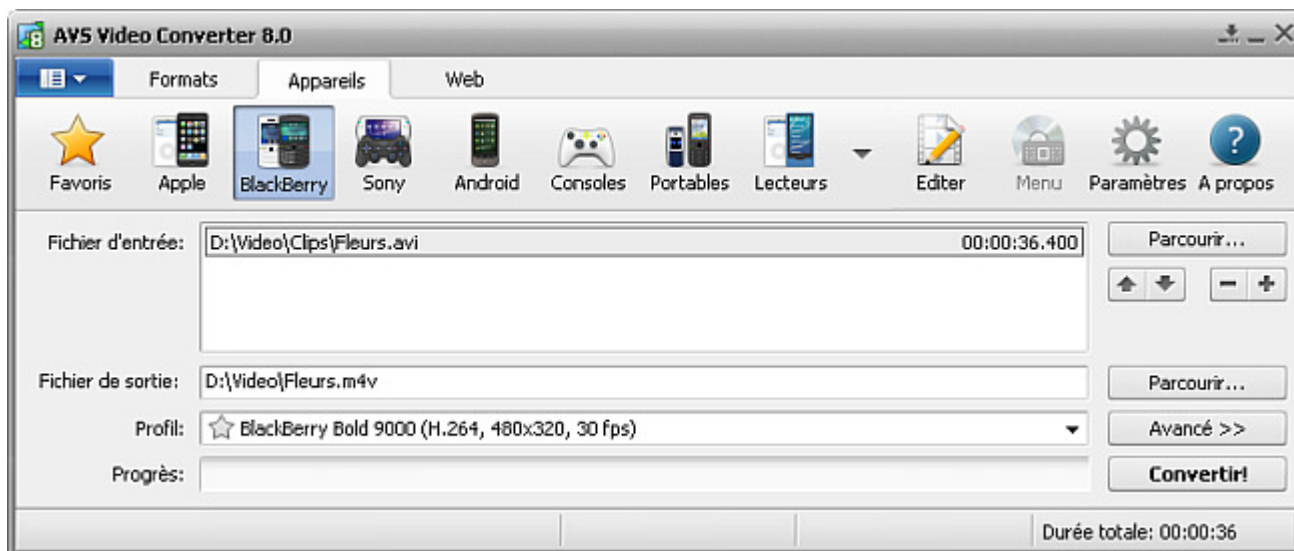 AVS Video Converter 8.0
Formats Appareils Web
Favoris Apple BlackBerry Sony Android Consoles Portables Lecteurs Editer Menu Paramètres A propos
Fichier d'entrée: D:\Video\Clips\Fleurs.avi 00:00:36.400 Parcourir...
Fichier de sortie: D:\Video\Fleurs.m4v Parcourir...
Profil: BlackBerry Bold 9000 (H.264, 480x320, 30 fps) Avancé >>
Progrès: Convertir!
Durée totale: 00:00:36